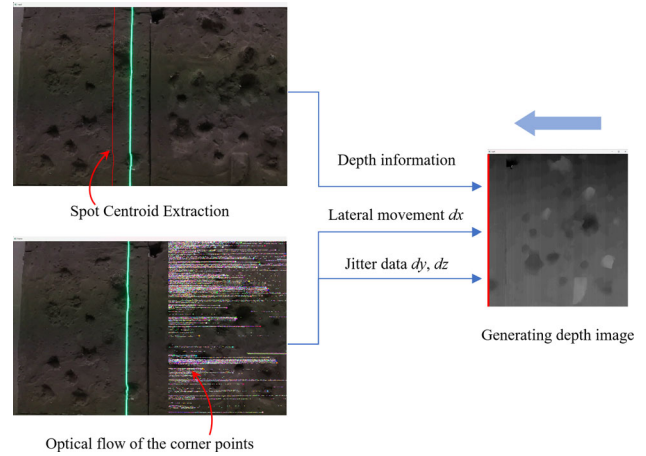 Depth information
Spot Centroid Extraction
Lateral movement dx
Jitter data dy, dz
Generating depth image
Optical flow of the corner points